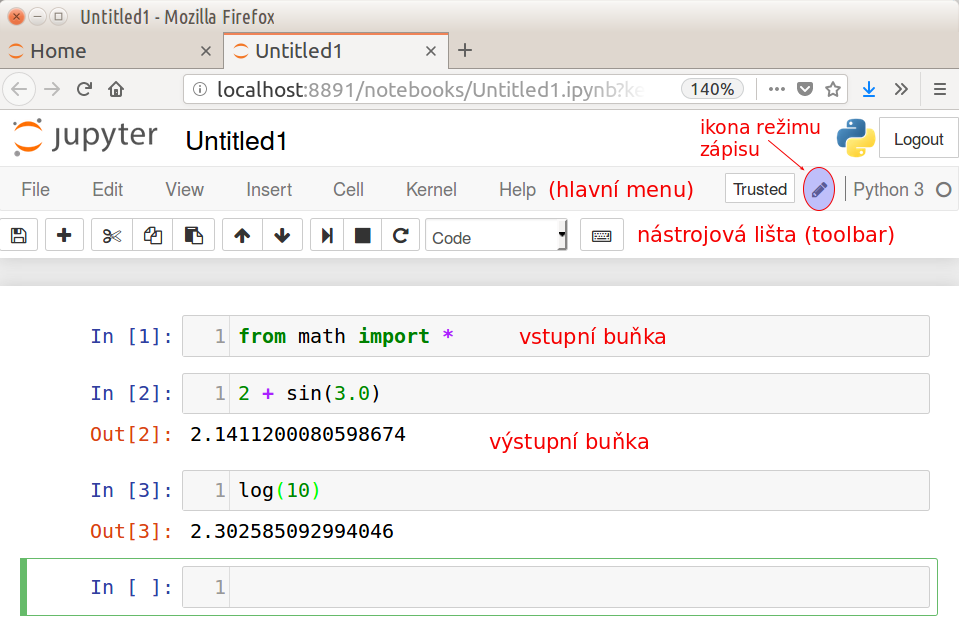 Untitled1 - Mozilla Firefox
Home × Untitled1 × +
localhost:8891/notebooks/Untitled1.ipynb?ke 140%
jupyter Untitled1
ikona režimu
zápisu
Logout
File Edit View Insert Cell Kernel Help (hlavní menu) Trusted Python 3
Code nástrojová lišta (toolbar)
In [1]: 1 from math import * vstupní buňka
In [2]: 1 2 + sin(3.0)
Out[2]: 2.1411200080598674
výstupní buňka
In [3]: 1 log(10)
Out[3]: 2.302585092994046
In [ ]: 1